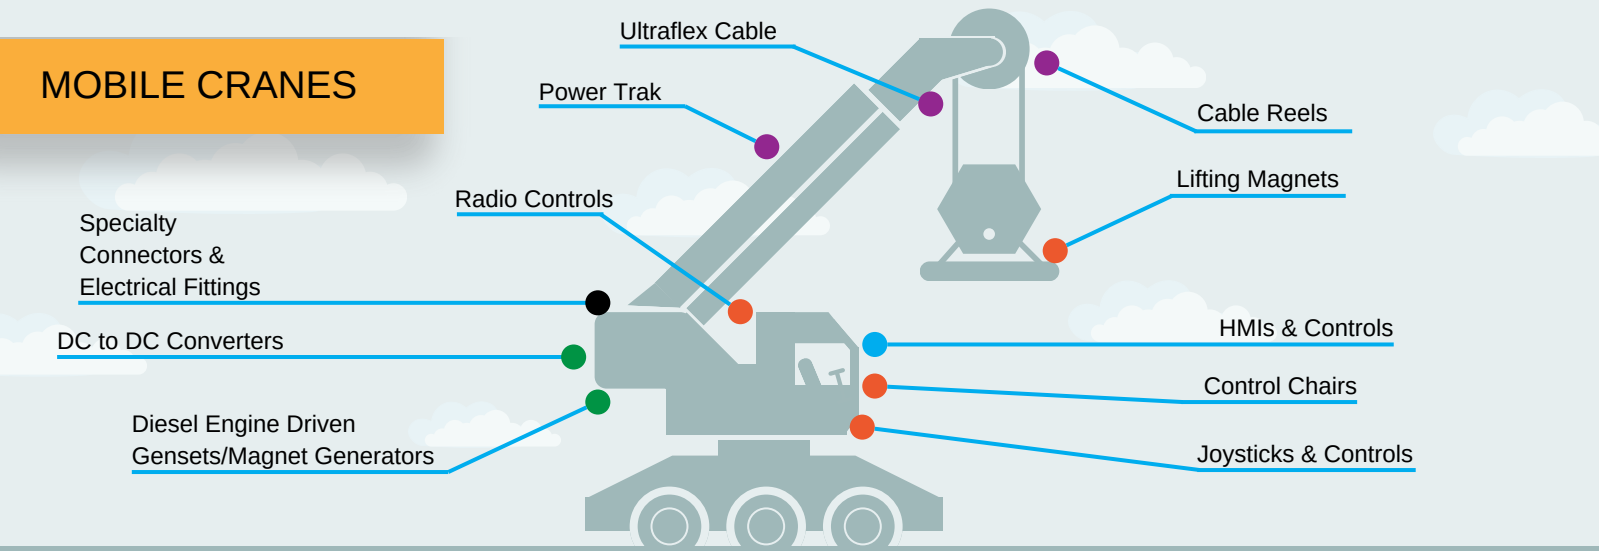 MOBILE CRANES
Ultraflex Cable
Power Trak
Radio Controls
Specialty
Connectors &
Electrical Fittings
DC to DC Converters
Diesel Engine Driven
Gensets/Magnet Generators
Cable Reels
Lifting Magnets
HMIs & Controls
Control Chairs
Joysticks & Controls